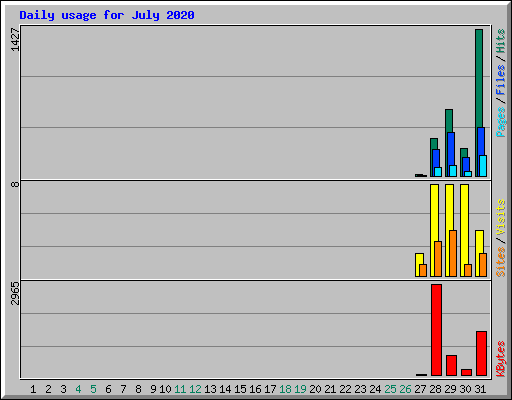 Daily usage for July 2020
1427
Pages/Files/Hits
8
Sites/Visits
2965
KBytes
1 2 3 4 5 6 7 8 9 10 11 12 13 14 15 16 17 18 19 20 21 22 23 24 25 26 27 28 29 30 31